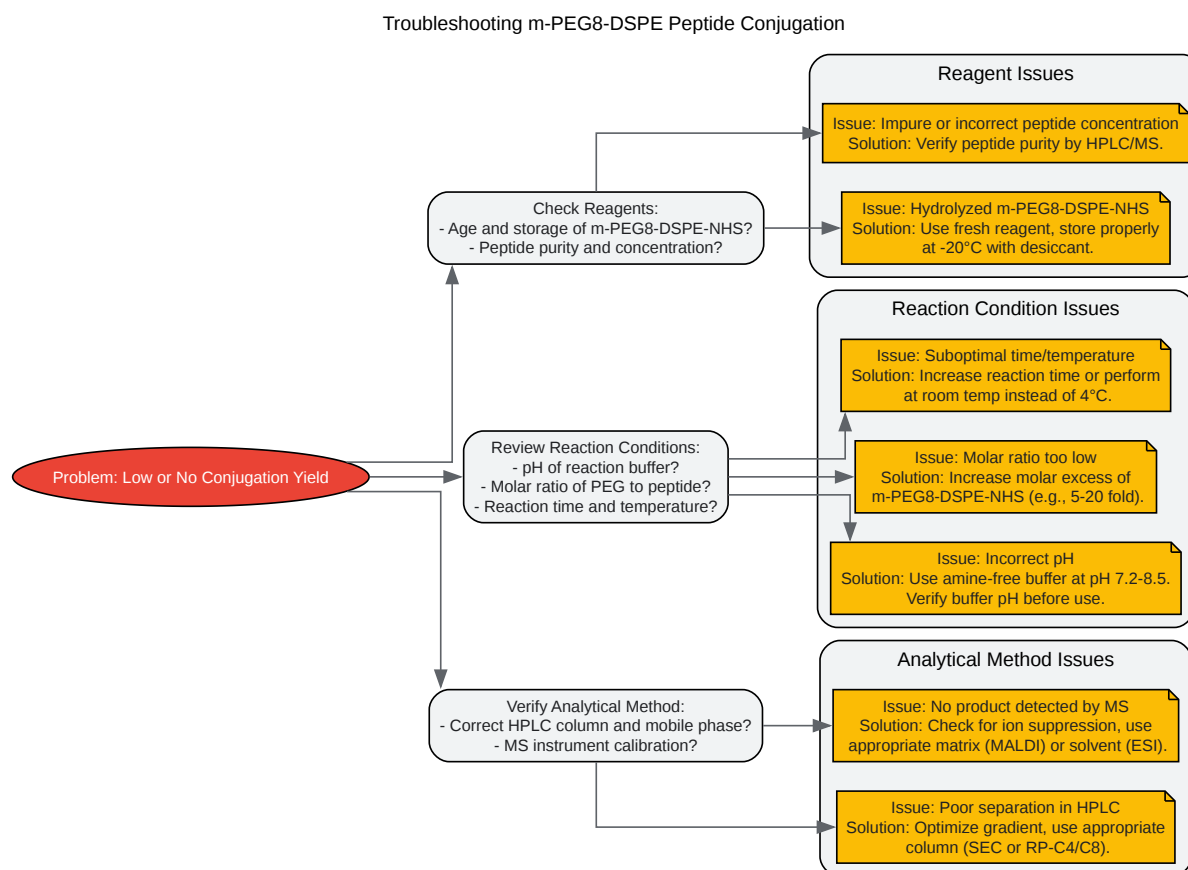 Troubleshooting m-PEG8-DSPE Peptide Conjugation
Problem: Low or No Conjugation Yield
Check Reagents:
- Age and storage of m-PEG8-DSPE-NHS?
- Peptide purity and concentration?
Review Reaction Conditions:
- pH of reaction buffer?
- Molar ratio of PEG to peptide?
- Reaction time and temperature?
Verify Analytical Method:
- Correct HPLC column and mobile phase?
- MS instrument calibration?
Reagent Issues
Issue: Impure or incorrect peptide concentration
Solution: Verify peptide purity by HPLC/MS.
Issue: Hydrolyzed m-PEG8-DSPE-NHS
Solution: Use fresh reagent, store properly
at -20°C with desiccant.
Reaction Condition Issues
Issue: Suboptimal time/temperature
Solution: Increase reaction time or perform
at room temp instead of 4°C.
Issue: Molar ratio too low
Solution: Increase molar excess of
m-PEG8-DSPE-NHS (e.g., 5-20 fold).
Issue: Incorrect pH
Solution: Use amine-free buffer at pH 7.2-8.5.
Verify buffer pH before use.
Analytical Method Issues
Issue: No product detected by MS
Solution: Check for ion suppression, use
appropriate matrix (MALDI) or solvent (ESI).
Issue: Poor separation in HPLC
Solution: Optimize gradient, use appropriate
column (SEC or RP-C4/C8).